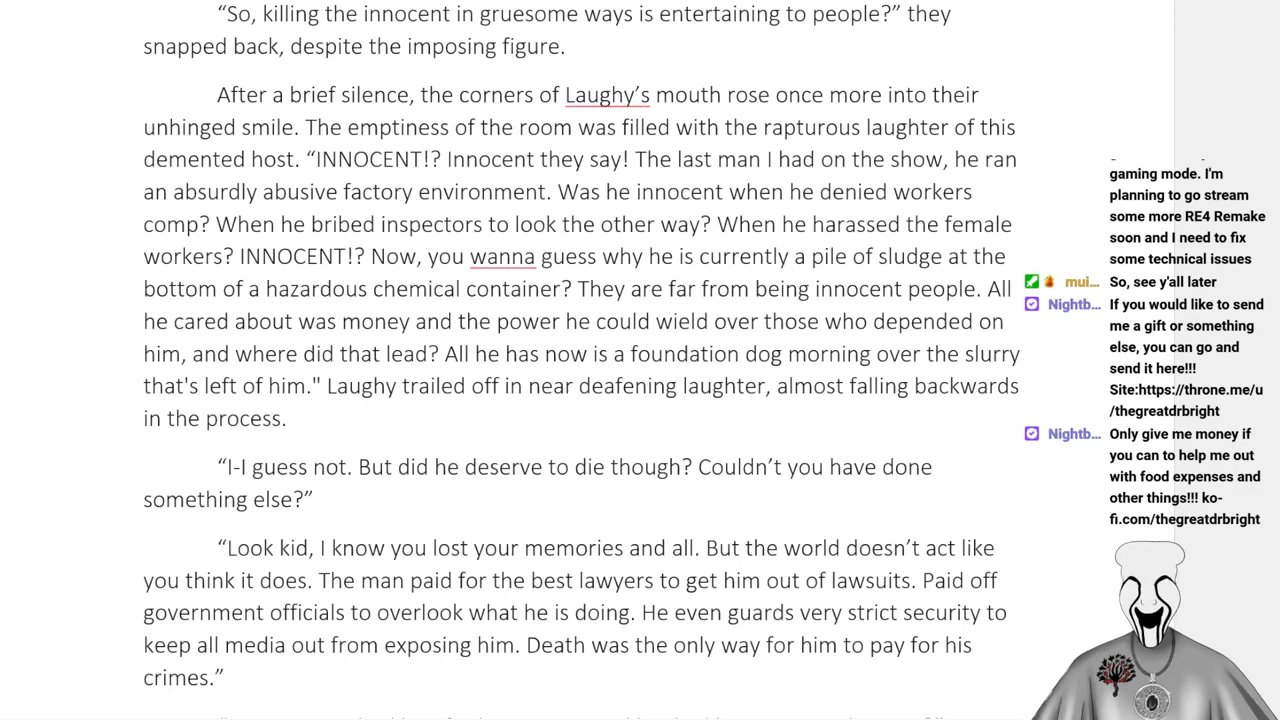 “So, killing the innocent in gruesome ways is entertaining to people?” they
snapped back, despite the imposing figure.
After a brief silence, the corners of Laughy’s mouth rose once more into their
unhinged smile. The emptiness of the room was filled with the rapturous laughter of this
demented host. “INNOCENT!? Innocent they say! The last man I had on the show, he ran
an absurdly abusive factory environment. Was he innocent when he denied workers
comp? When he bribed inspectors to look the other way? When he harassed the female
workers? INNOCENT!? Now, you wanna guess why he is currently a pile of sludge at the
bottom of a hazardous chemical container? They are far from being innocent people. All
he cared about was money and the power he could wield over those who depended on
him, and where did that lead? All he has now is a foundation dog morning over the slurry
that's left of him." Laughy trailed off in near deafening laughter, almost falling backwards
in the process.
“I-I guess not. But did he deserve to die though? Couldn’t you have done
something else?”
“Look kid, I know you lost your memories and all. But the world doesn’t act like
you think it does. The man paid for the best lawyers to get him out of lawsuits. Paid off
government officials to overlook what he is doing. He even guards very strict security to
keep all media out from exposing him. Death was the only way for him to pay for his
crimes.”
gaming mode. I'm
planning to go stream
some more RE4 Remake
soon and I need to fix
some technical issues
mui... So, see y'all later
Nightb... If you would like to send
me a gift or something
else, you can go and
send it here!!!
Site:https://throne.me/u
/thegreatdrbright
Nightb... Only give me money if
you can to help me out
with food expenses and
other things!!! ko-
fi.com/thegreatdrbright